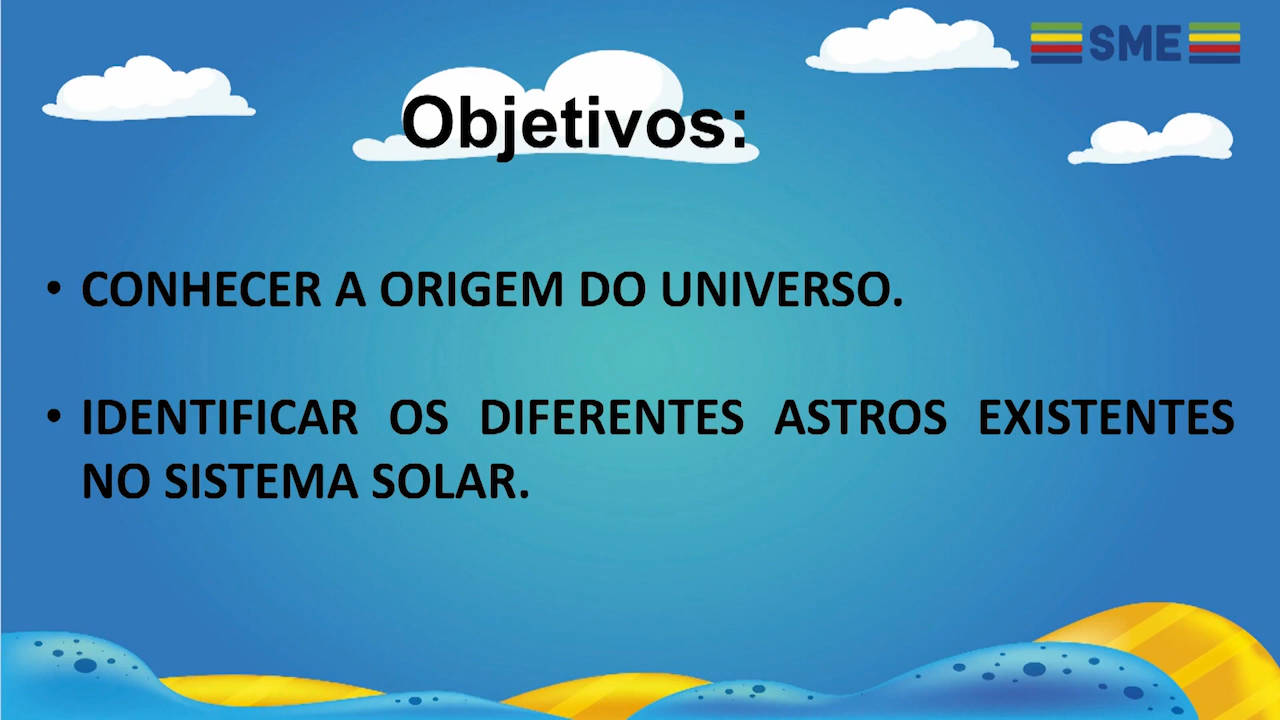 SME
Objetivos:
• CONHECER A ORIGEM DO UNIVERSO.
• IDENTIFICAR OS DIFERENTES ASTROS EXISTENTES
NO SISTEMA SOLAR.